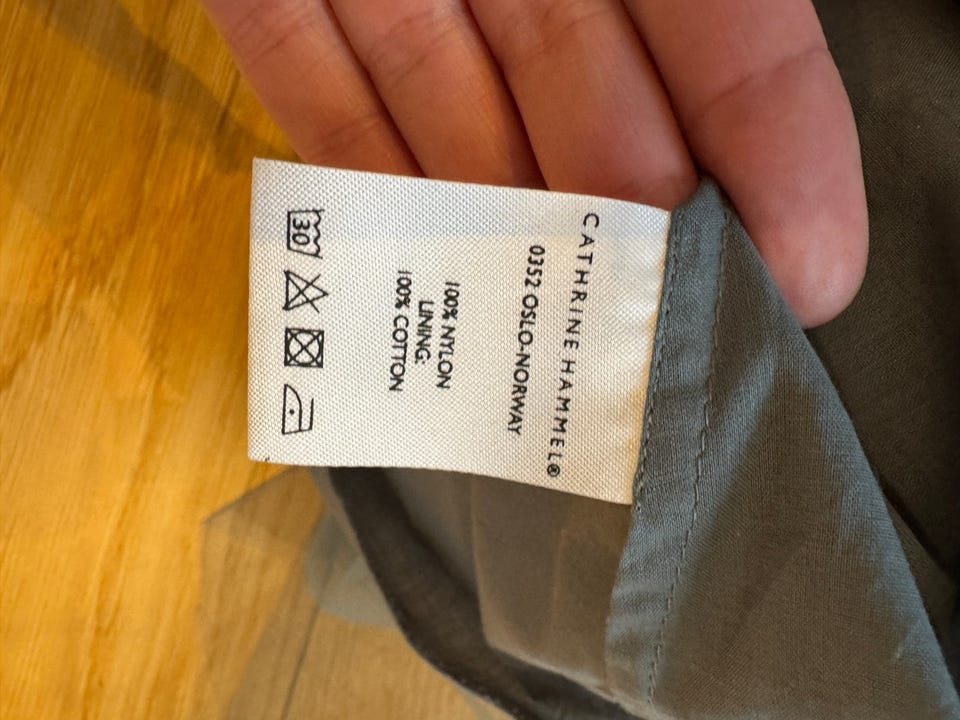 CATHRINE HAMMEL®
0352 OSLO-NORWAY
100% NYLON
LINING:
100% COTTON
30